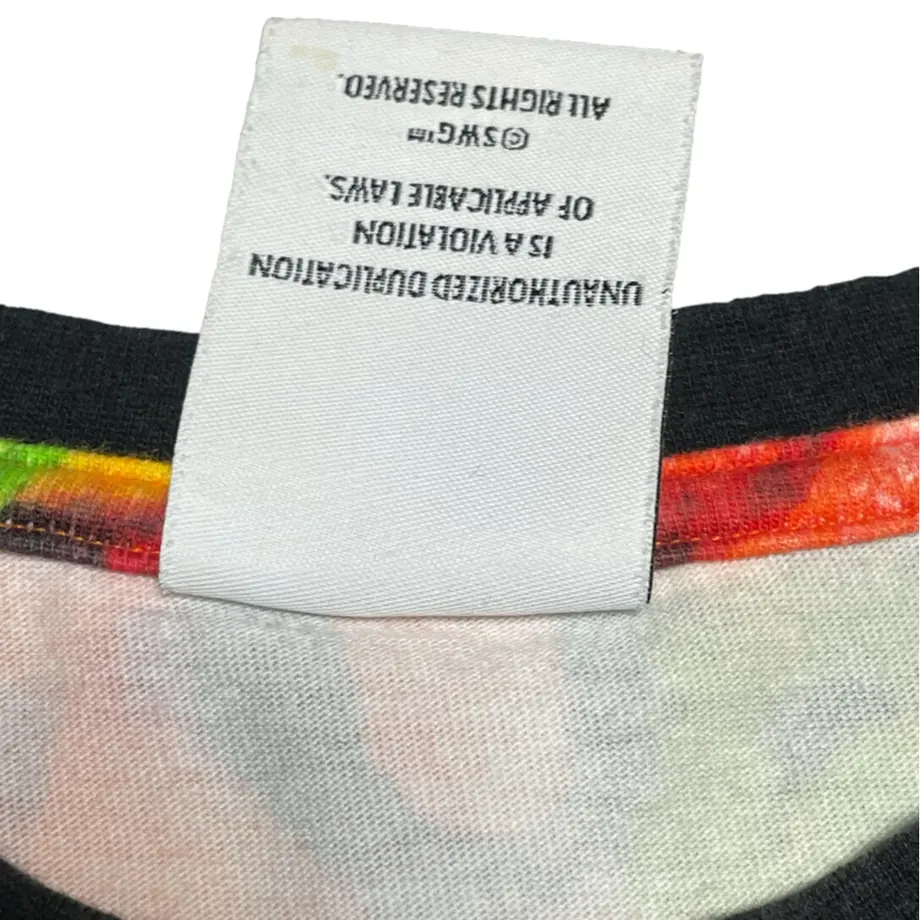 UNAUTHORIZED DUPLICATION
IS A VIOLATION
OF APPLICABLE LAWS.
©SWG™
ALL RIGHTS RESERVED.